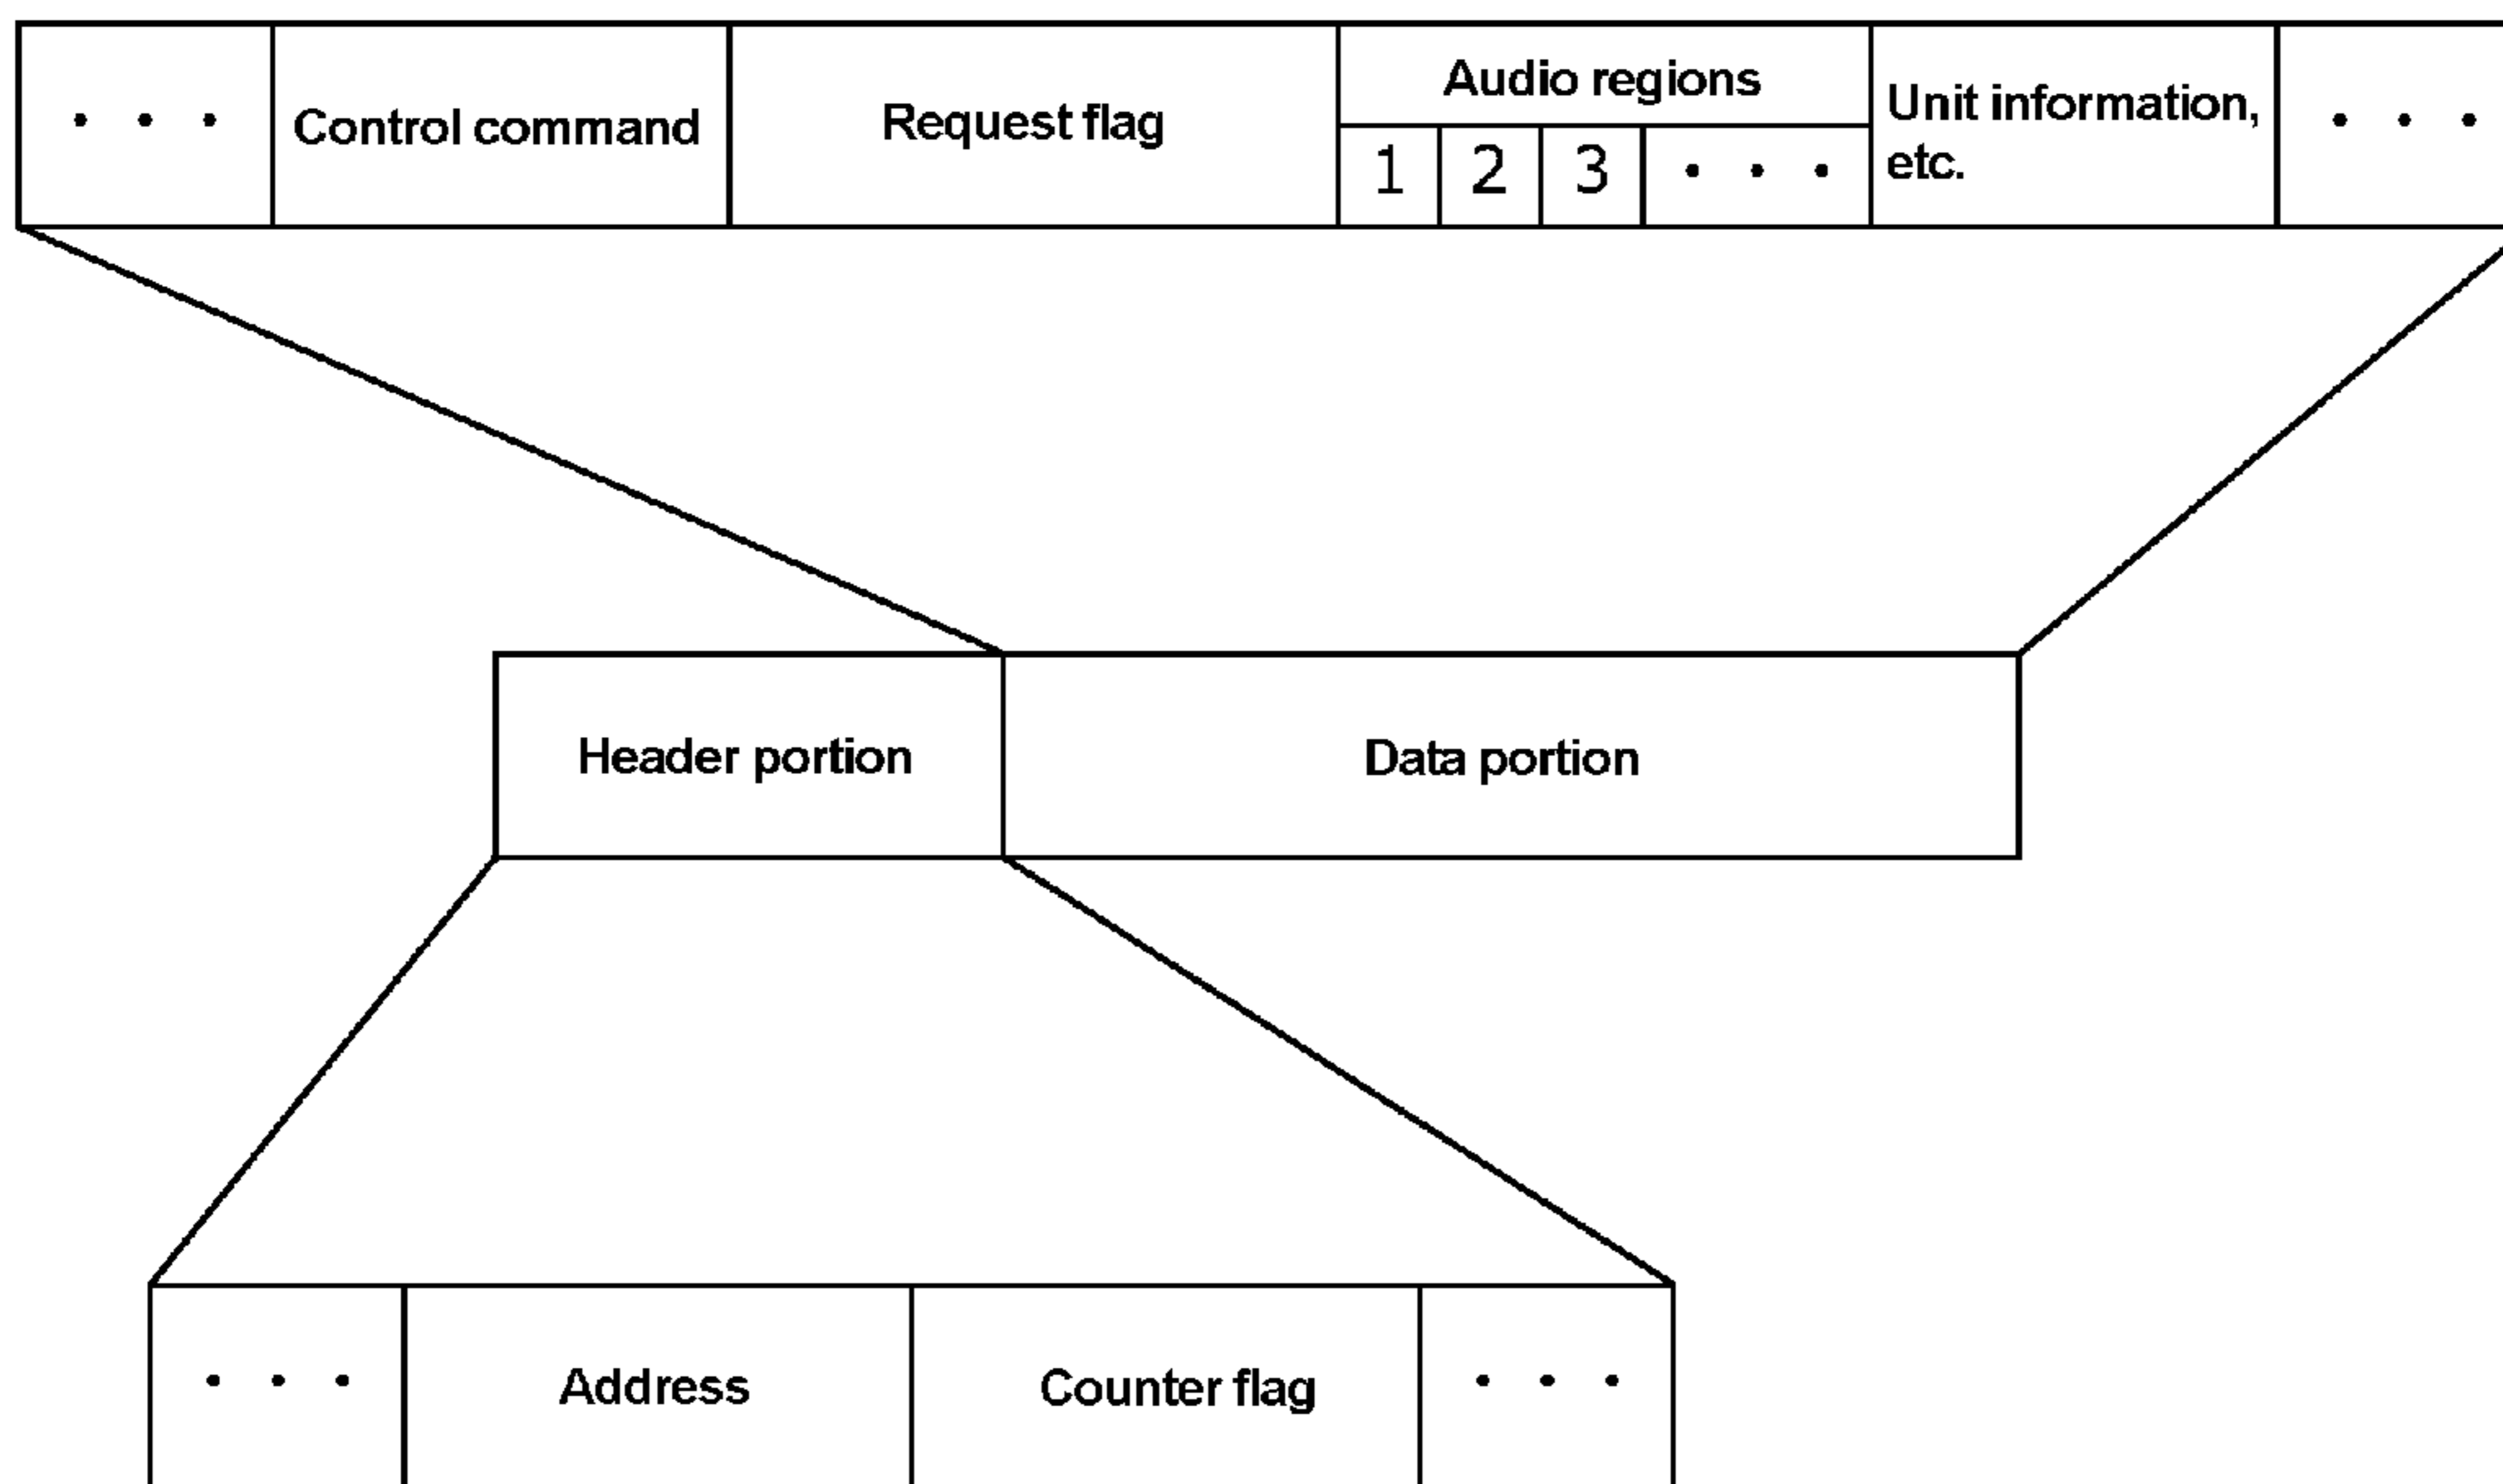 • • •
Control command
Request flag
Audio regions
1 2 3 • • •
Unit information,
etc.
• • •
Header portion
Data portion
• • •
Address
Counter flag
• • •